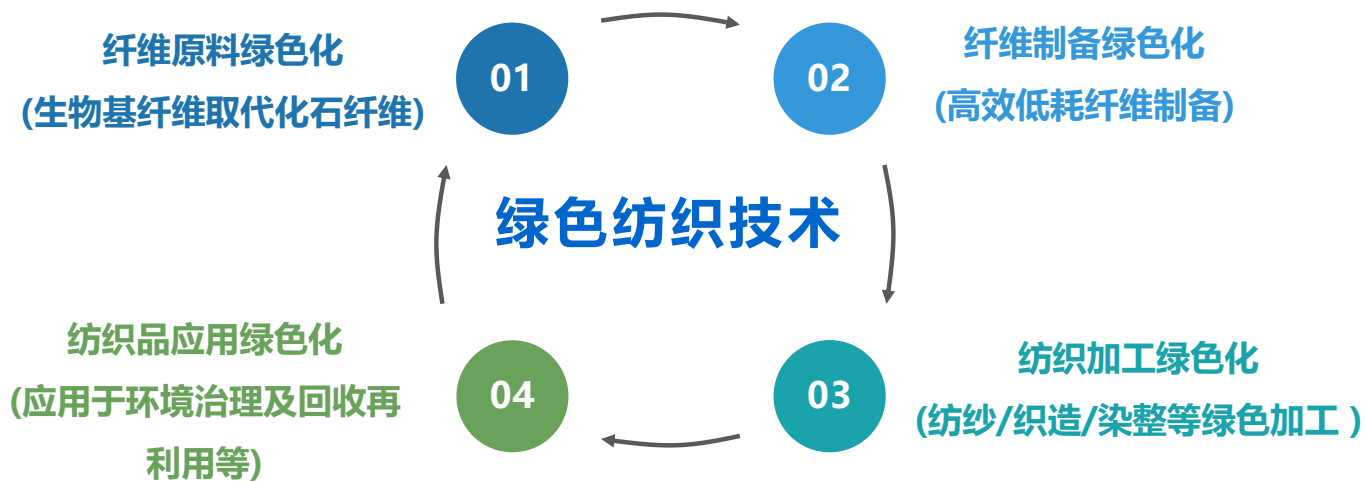 纤维原料绿色化
(生物基纤维取代化石纤维)
01
02
纤维制备绿色化
(高效低耗纤维制备)
绿色纺织技术
纺织品应用绿色化
(应用于环境治理及回收再
利用等)
04
03
纺织加工绿色化
(纺纱/织造/染整等绿色加工 )